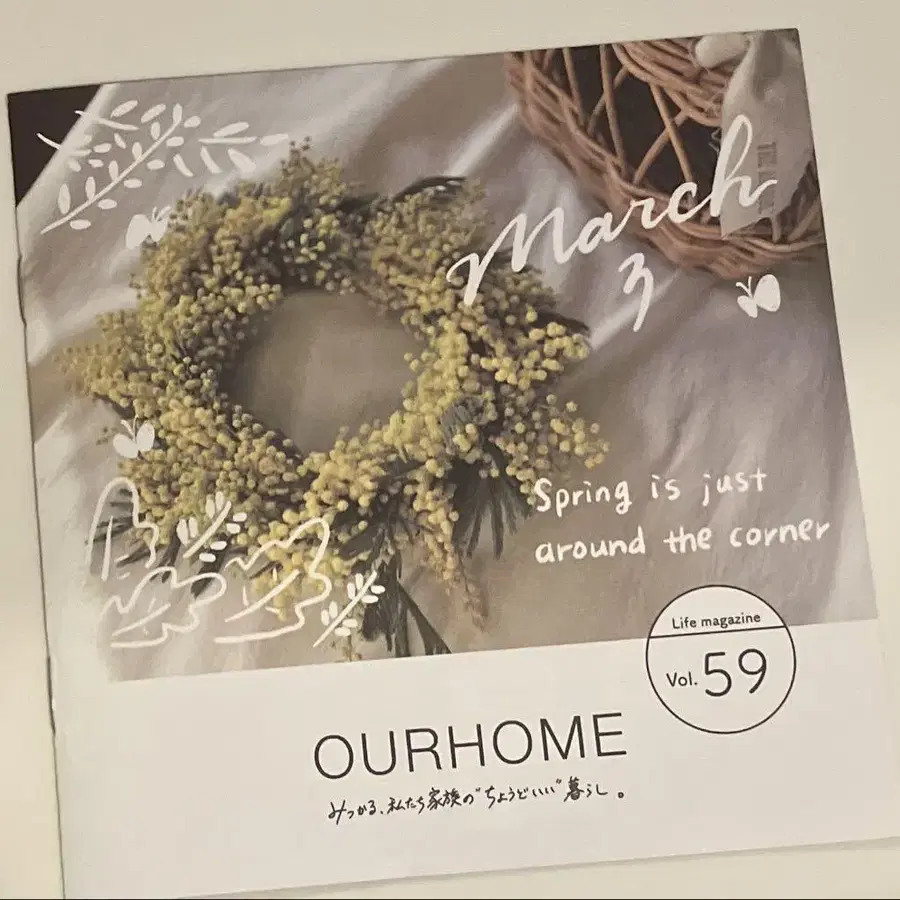 March
3
Spring is just
around the corner
Life magazine
Vol. 59
OURHOME
みつかる、私たち家族の"ちょうどいい"暮らし。